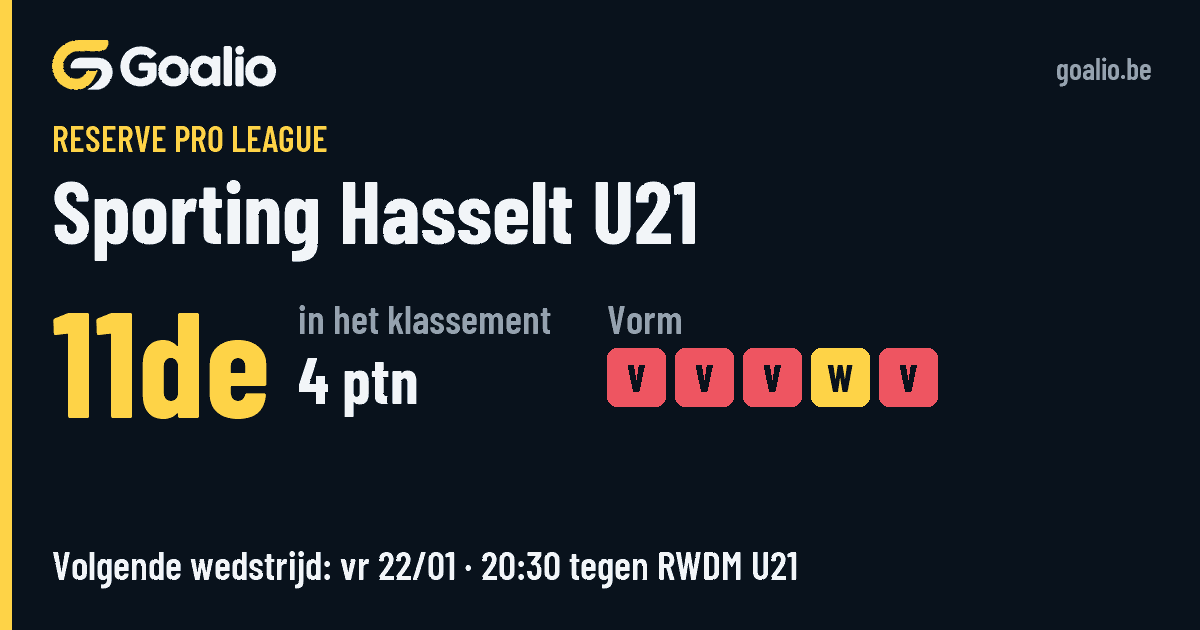 Goalio
goalio.be
RESERVE PRO LEAGUE
Sporting Hasselt U21
11de
in het klassement
4 ptn
Vorm
V V V W V
Volgende wedstrijd: vr 22/01 · 20:30 tegen RWDM U21